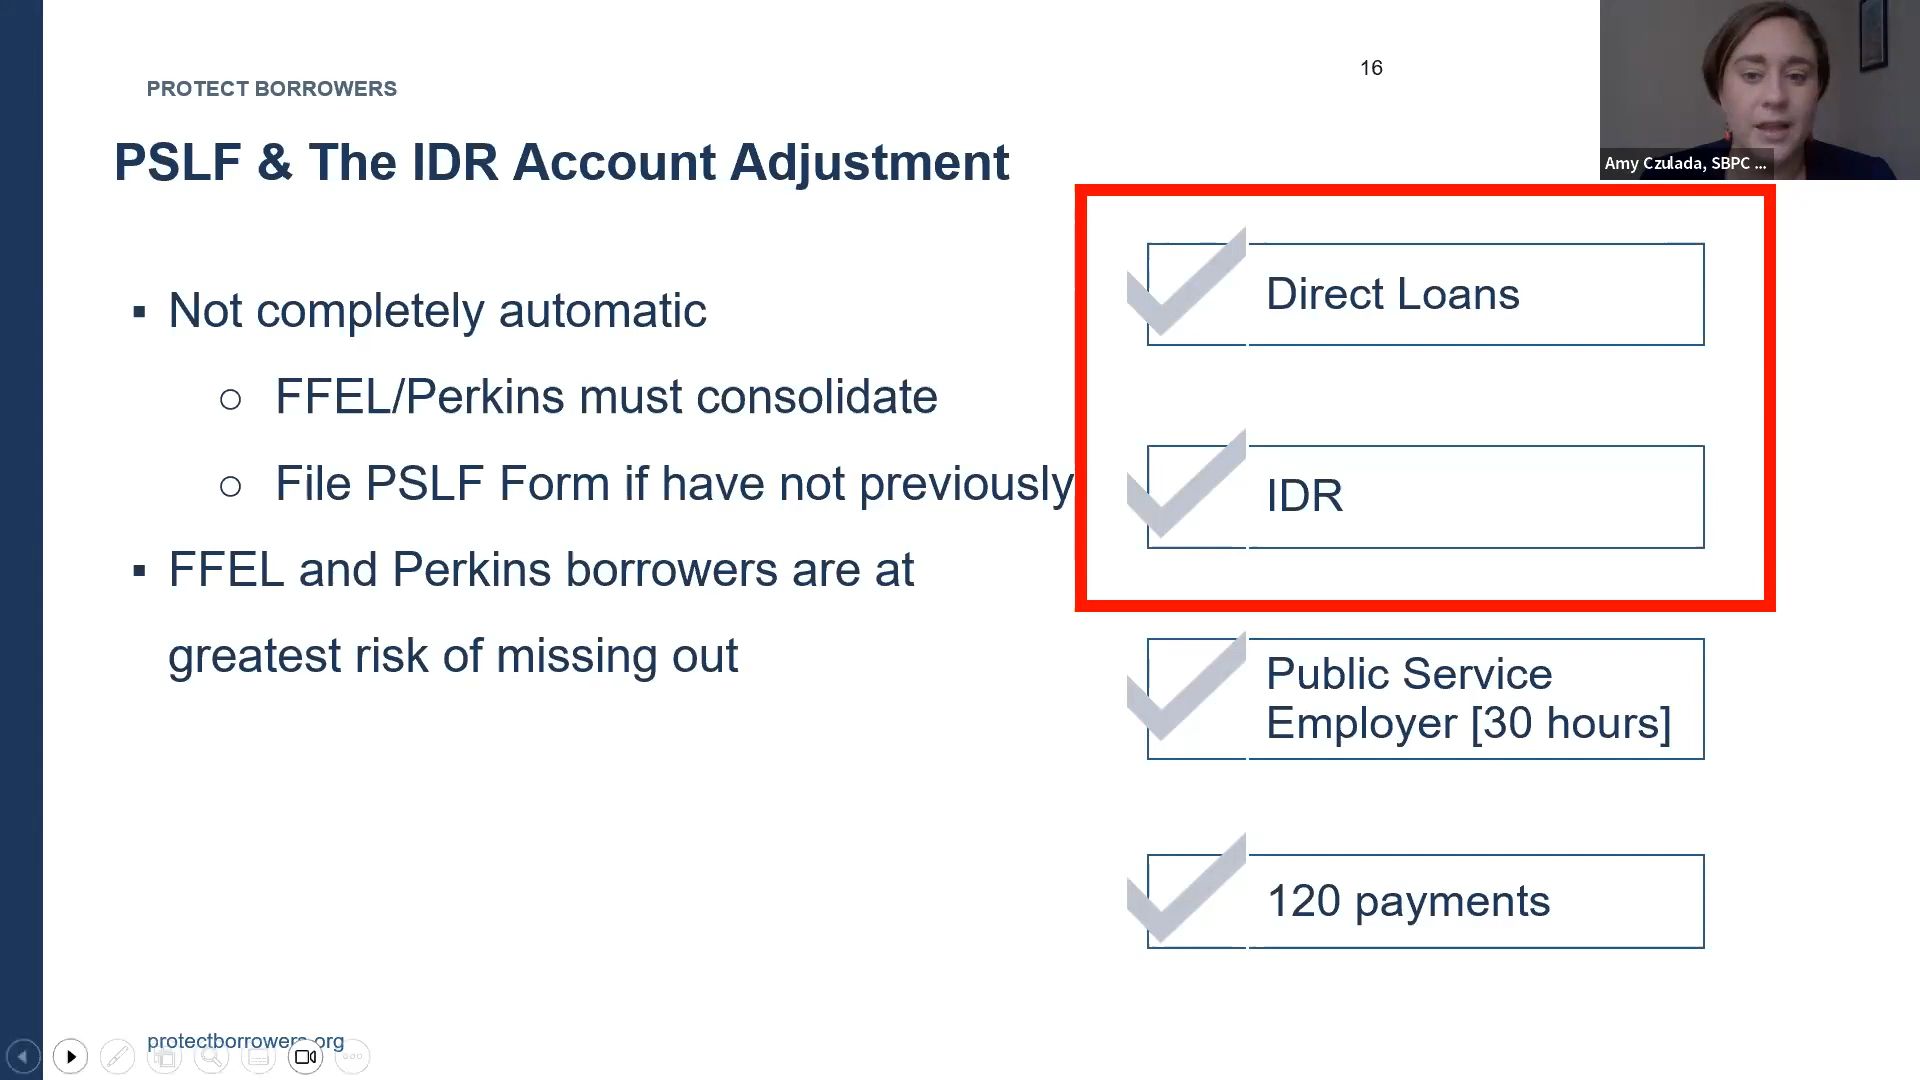 PROTECT BORROWERS
16
Amy Czulada, SBPC ...
PSLF & The IDR Account Adjustment
▪ Not completely automatic
○ FFEL/Perkins must consolidate
○ File PSLF Form if have not previously
▪ FFEL and Perkins borrowers are at
greatest risk of missing out
Direct Loans
IDR
Public Service
Employer [30 hours]
120 payments
protectborrowers.org